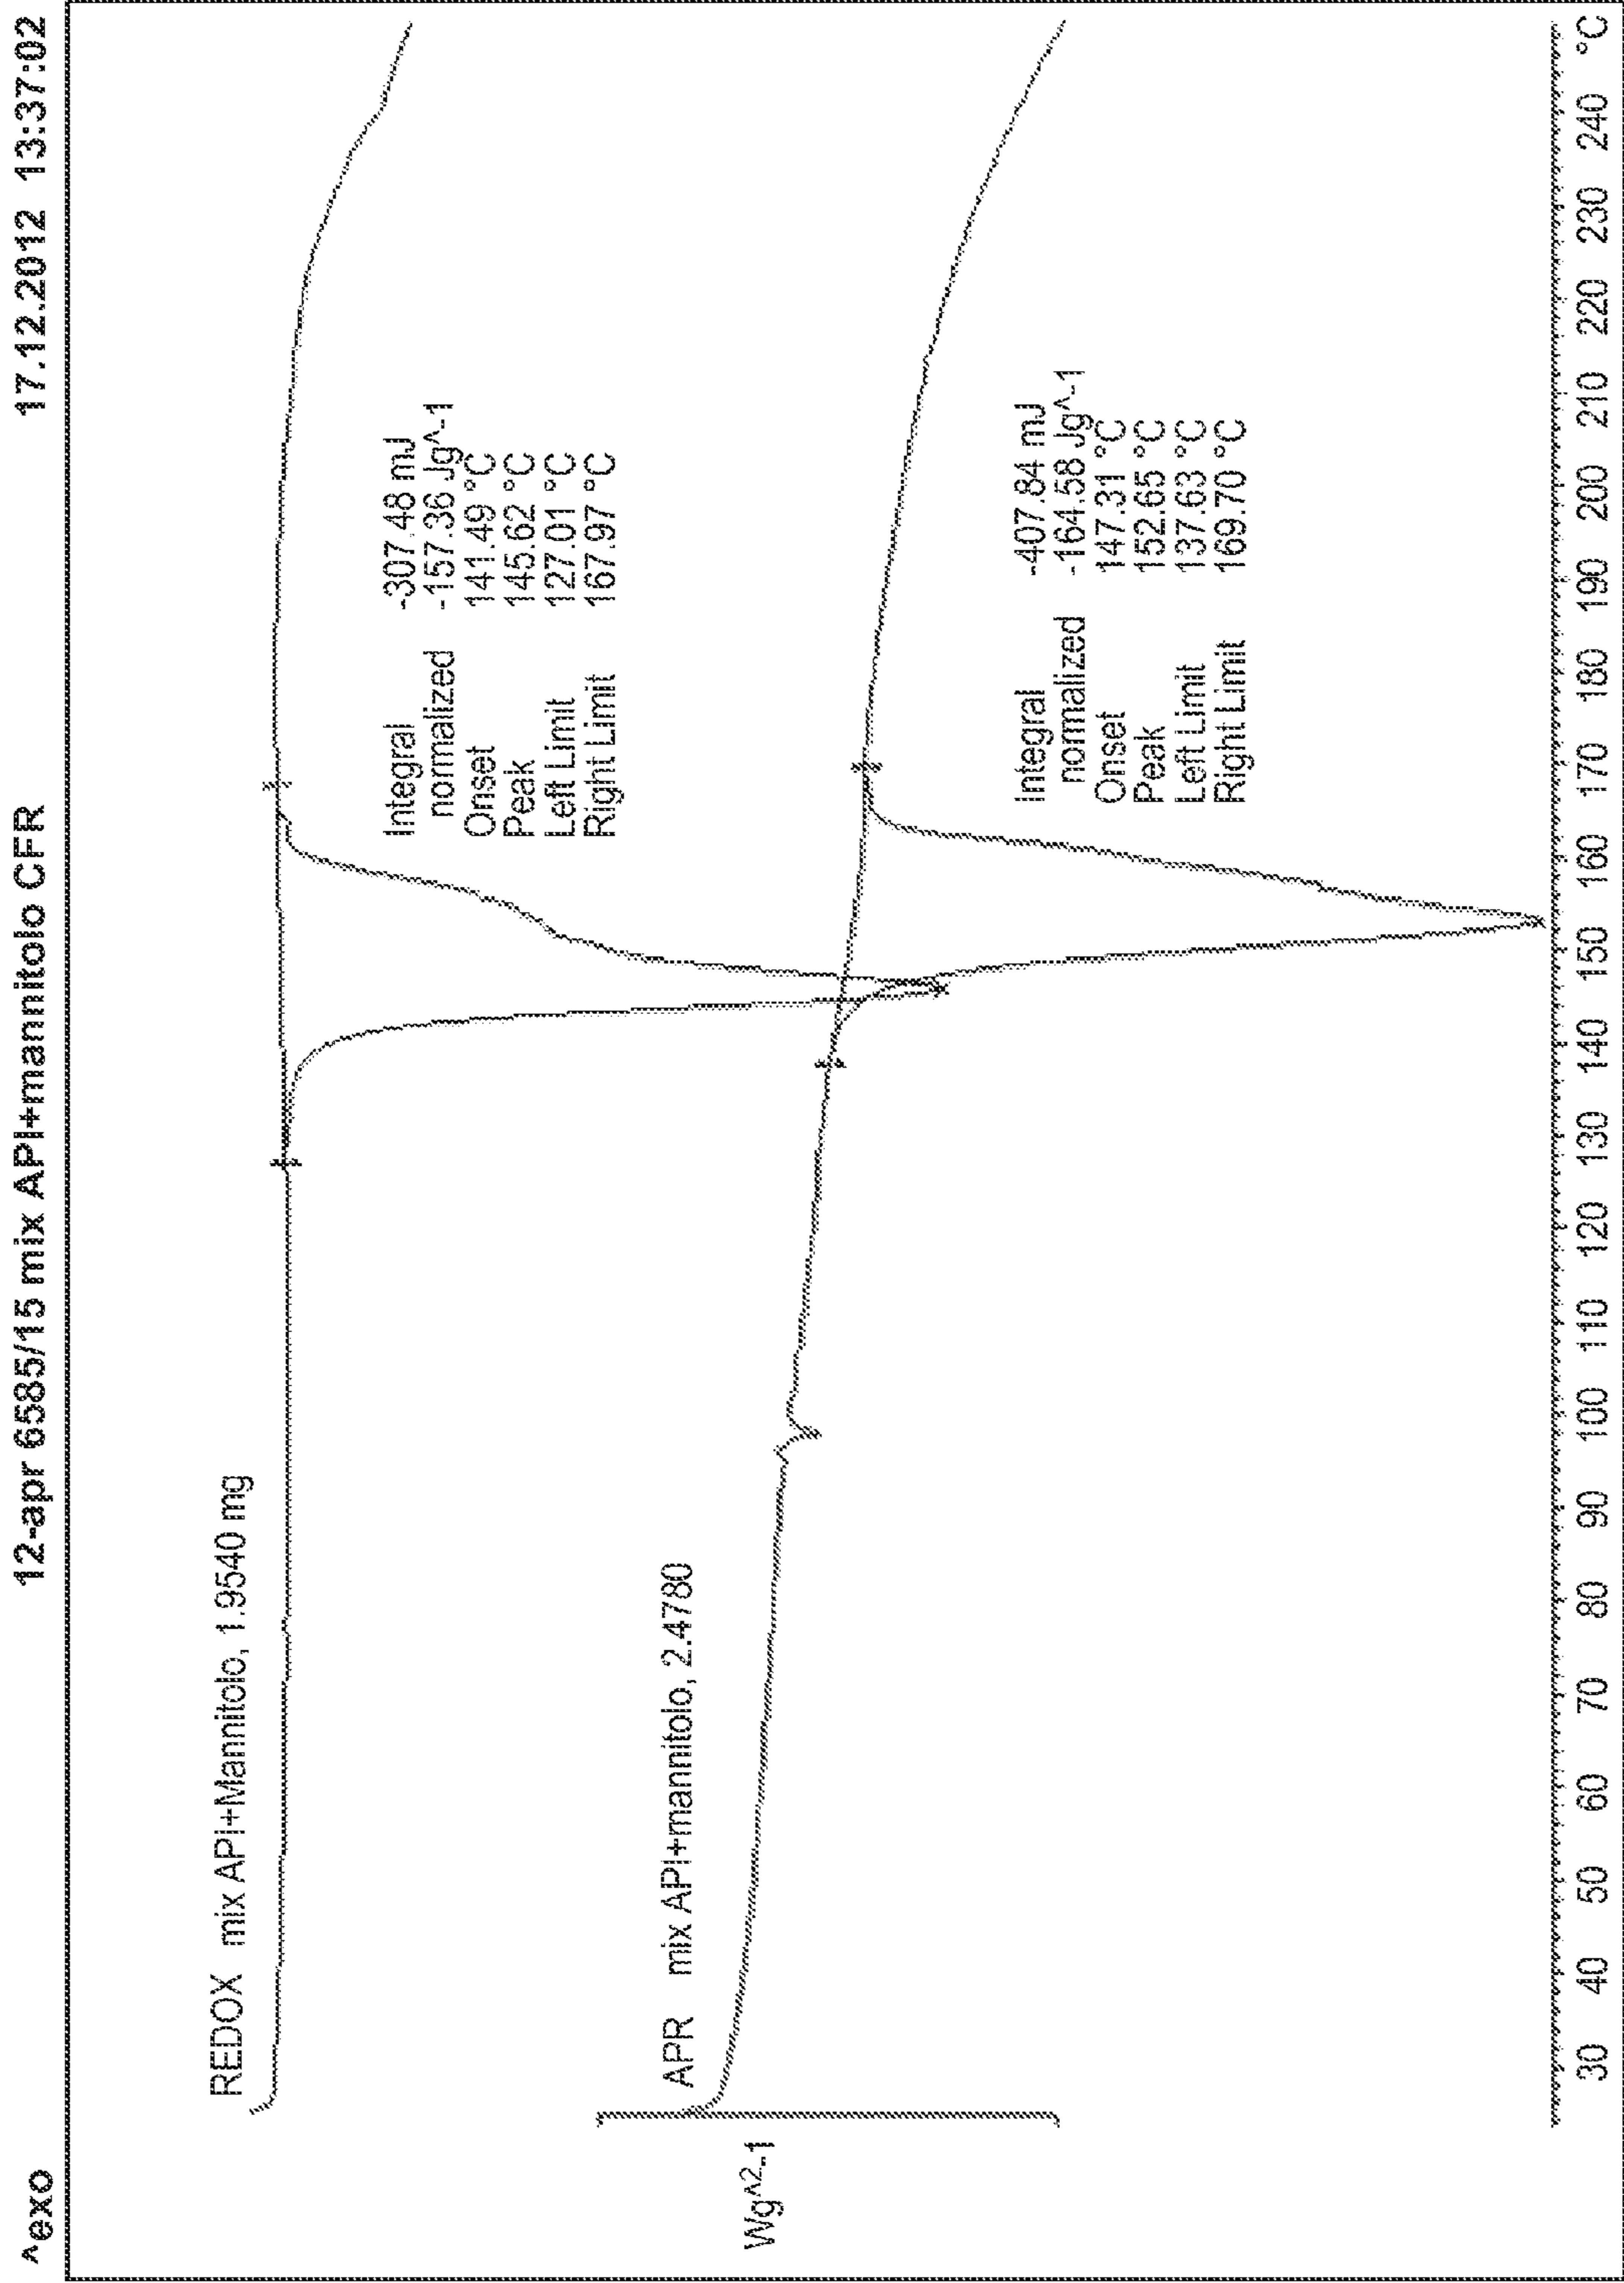 ^exo
12-apr 6585/15 mix API+mannitolo CFR
17.12.2012 13:37:02
REDOX mix API+Mannitolo, 1.9540 mg
Integral -307.48 mJ
normalized -157.36 Jg^-1
Onset 141.49 °C
Peak 145.62 °C
Left Limit 127.01 °C
Right Limit 167.97 °C
APR mix API+mannitolo, 2.4780
Wg^2-1
Integral -407.84 mJ
normalized -164.58 Jg^-1
Onset 147.31 °C
Peak 152.65 °C
Left Limit 137.63 °C
Right Limit 169.70 °C
30 40 50 60 70 80 90 100 110 120 130 140 150 160 170 180 190 200 210 220 230 240 °C